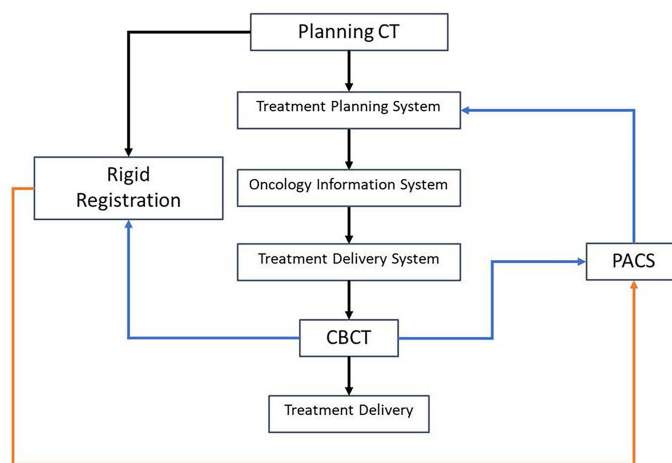 Planning CT
Treatment Planning System
Rigid
Registration
Oncology Information System
Treatment Delivery System
PACS
CBCT
Treatment Delivery